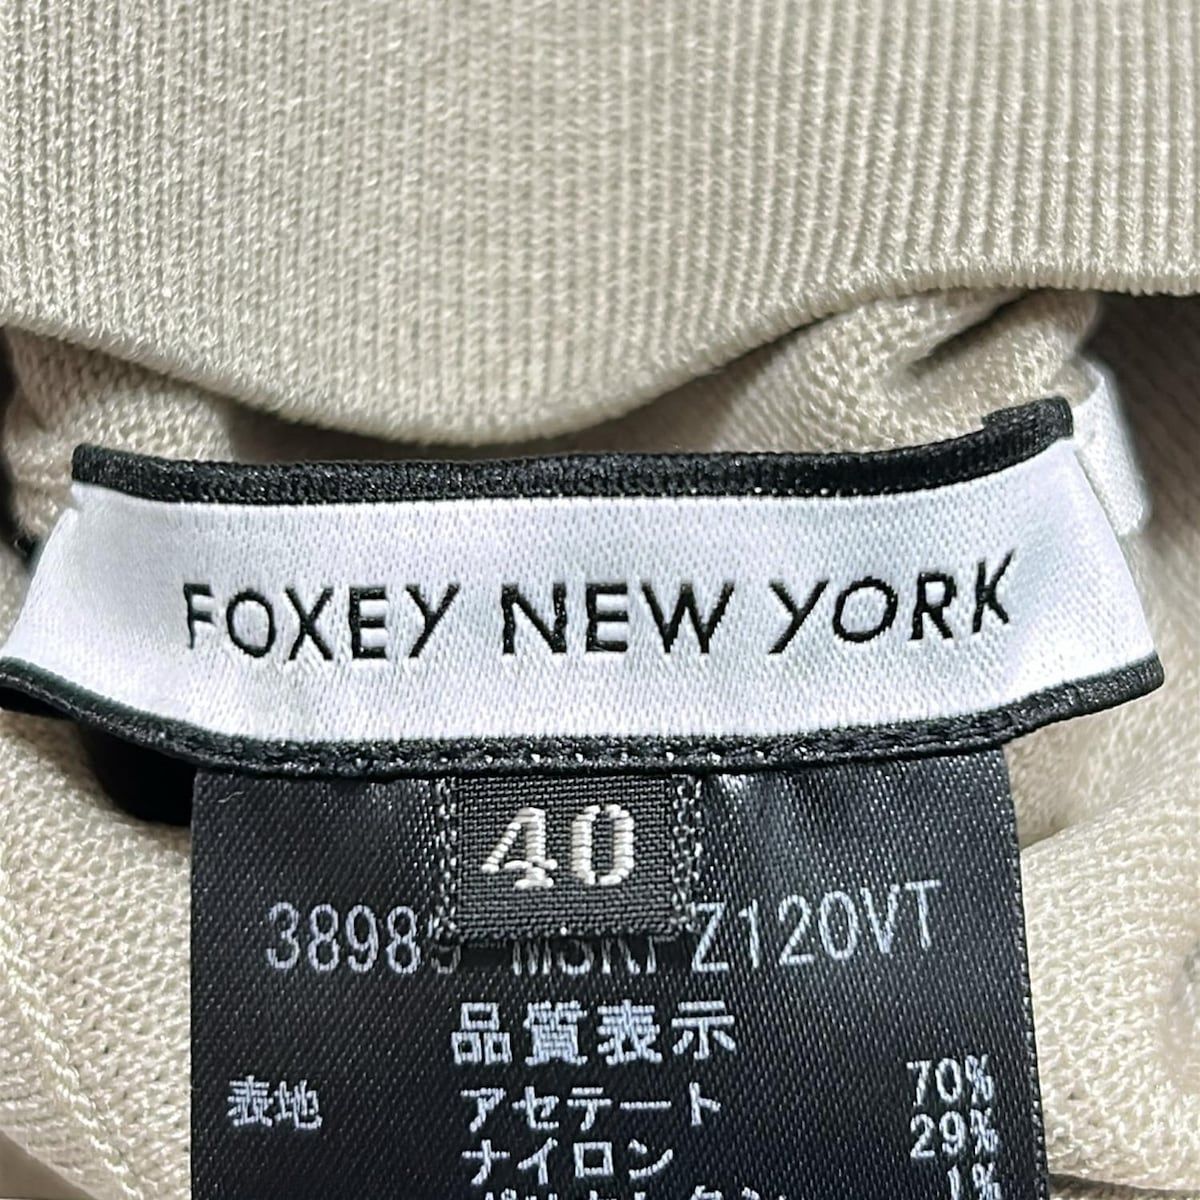 FOXEY NEW YORK
40
Z120VT
品質表示
表地 アセテート 70%
ナイロン 29%
1%